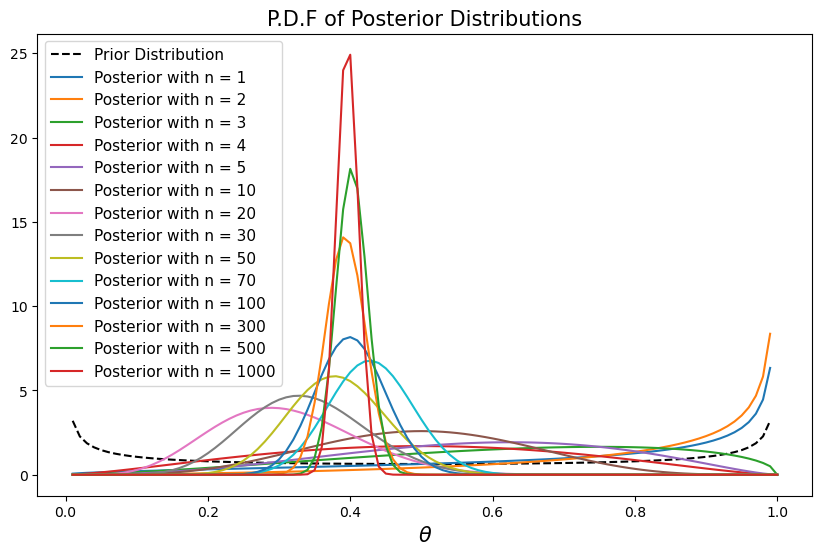 P.D.F of Posterior Distributions
Prior Distribution
Posterior with n = 1
Posterior with n = 2
Posterior with n = 3
Posterior with n = 4
Posterior with n = 5
Posterior with n = 10
Posterior with n = 20
Posterior with n = 30
Posterior with n = 50
Posterior with n = 70
Posterior with n = 100
Posterior with n = 300
Posterior with n = 500
Posterior with n = 1000
25
20
15
10
5
0
0.0 0.2 0.4 0.6 0.8 1.0
θ